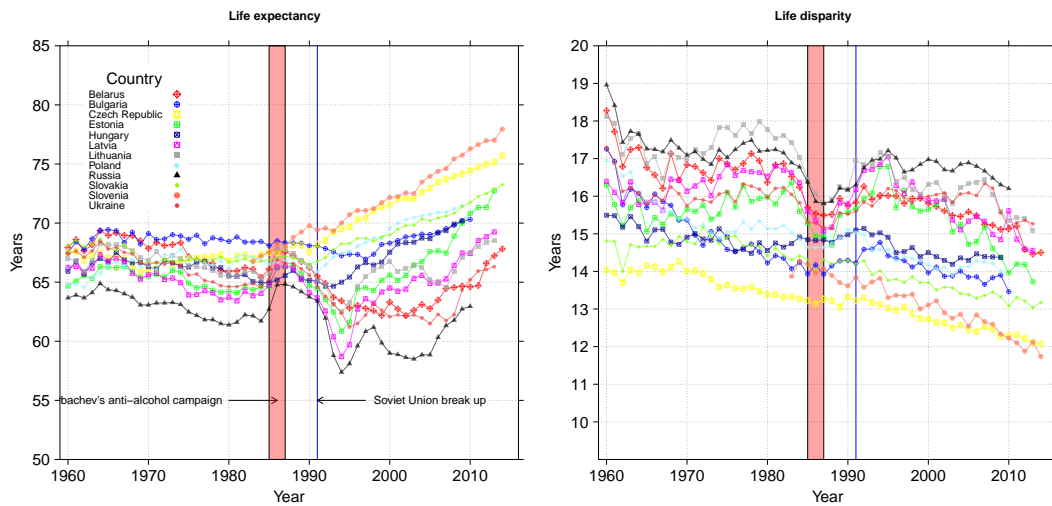 Life expectancy
Life disparity
85
80
75
70
65
60
55
50
Years
Country
Belarus
Bulgaria
Czech Republic
Estonia
Hungary
Latvia
Lithuania
Poland
Russia
Slovakia
Slovenia
Ukraine
bachev's anti−alcohol campaign
Soviet Union break up
1960
1970
1980
1990
2000
2010
Year
20
19
18
17
16
15
14
13
12
11
10
Years
1960
1970
1980
1990
2000
2010
Year